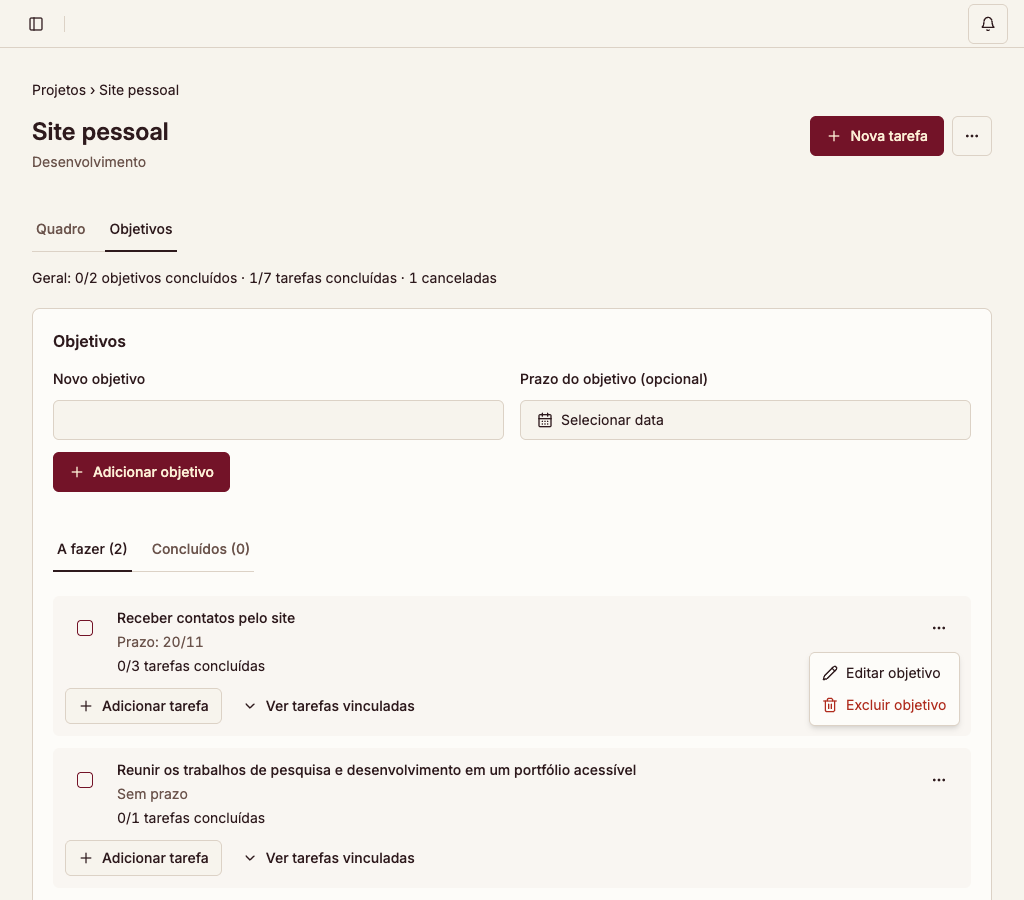 Projetos › Site pessoal
Site pessoal
Nova tarefa
Desenvolvimento
Quadro
Objetivos
Geral: 0/2 objetivos concluídos · 1/7 tarefas concluídas · 1 canceladas
Objetivos
Novo objetivo
Prazo do objetivo (opcional)
Selecionar data
Adicionar objetivo
A fazer (2)
Concluídos (0)
Receber contatos pelo site
Prazo: 20/11
0/3 tarefas concluídas
Adicionar tarefa
Ver tarefas vinculadas
Editar objetivo
Excluir objetivo
Reunir os trabalhos de pesquisa e desenvolvimento em um portfólio acessível
Sem prazo
0/1 tarefas concluídas
Adicionar tarefa
Ver tarefas vinculadas